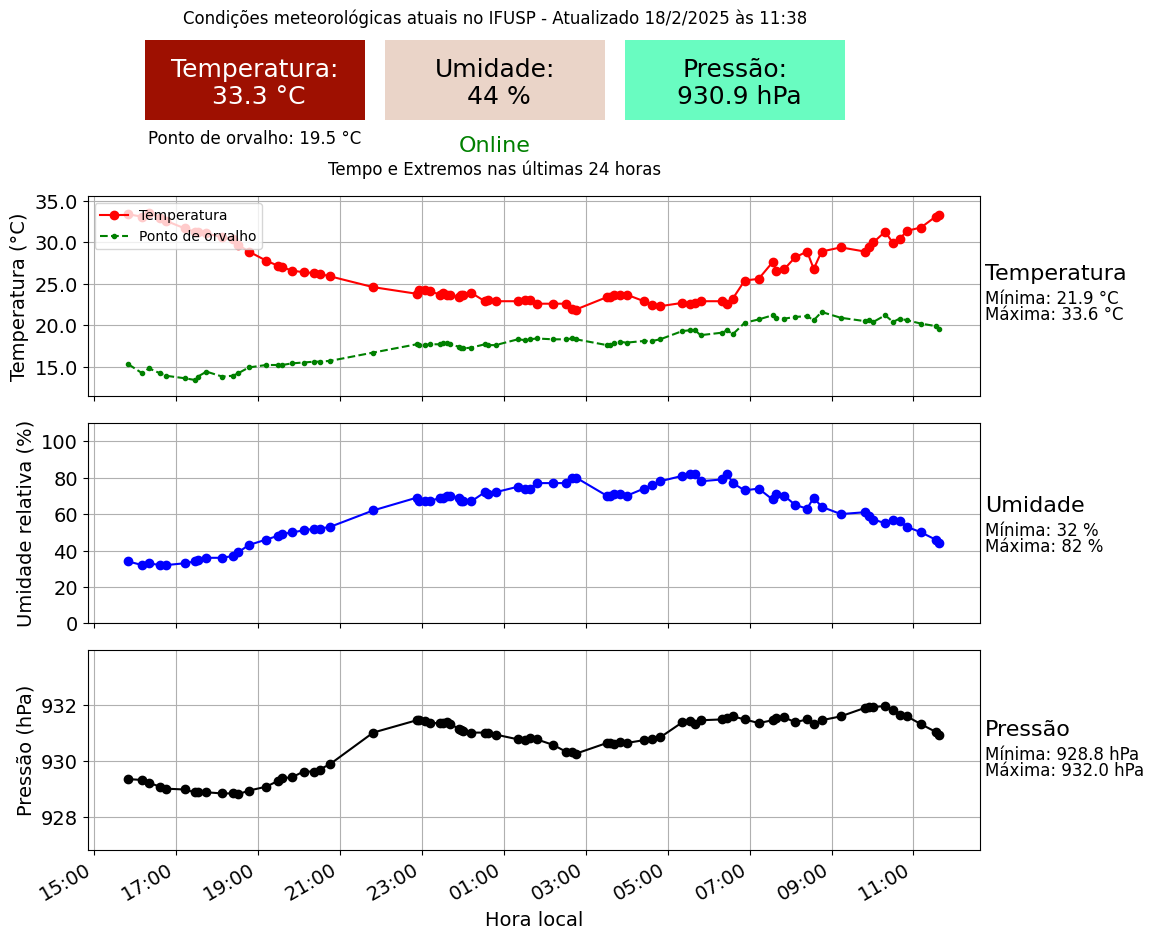 Condições meteorológicas atuais no IFUSP - Atualizado 18/2/2025 às 11:38
Temperatura:
33.3 °C
Umidade:
44 %
Pressão:
930.9 hPa
Ponto de orvalho: 19.5 °C
Online
Tempo e Extremos nas últimas 24 horas
Temperatura (°C)
35.0
30.0
25.0
20.0
15.0
Temperatura
Ponto de orvalho
Temperatura
Mínima: 21.9 °C
Máxima: 33.6 °C
Umidade relativa (%)
100
80
60
40
20
0
Umidade
Mínima: 32 %
Máxima: 82 %
Pressão (hPa)
932
930
928
Pressão
Mínima: 928.8 hPa
Máxima: 932.0 hPa
15:00
17:00
19:00
21:00
23:00
01:00
03:00
05:00
07:00
09:00
11:00
Hora local